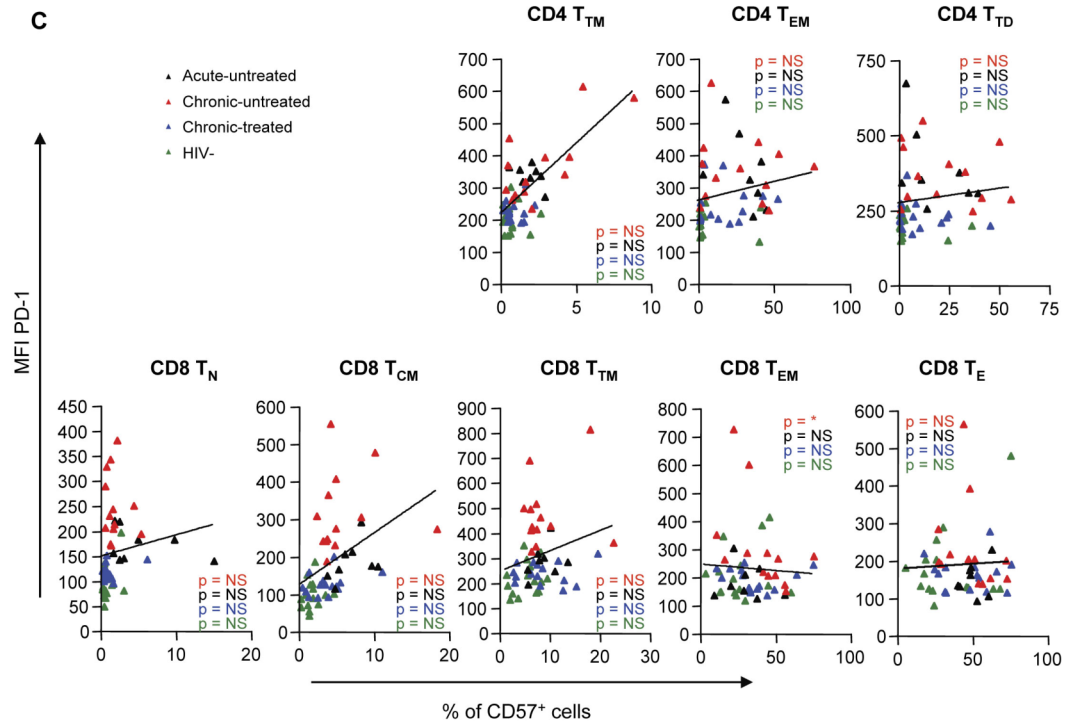 C
Acute-untreated
Chronic-untreated
Chronic-treated
HIV-
MFI PD-1
CD4 TTM
700
600
500
400
300
200
100
0
0
5
10
p = NS
p = NS
p = NS
p = NS
CD4 TEM
700
600
500
400
300
200
100
0
0
50
100
p = NS
p = NS
p = NS
p = NS
CD4 TTD
750
500
250
0
0
25
50
75
p = NS
p = NS
p = NS
p = NS
CD8 TN
450
400
350
300
250
200
150
100
50
0
0
10
20
p = NS
p = NS
p = NS
p = NS
CD8 TCM
600
500
400
300
200
100
0
0
10
20
p = NS
p = NS
p = NS
p = NS
CD8 TTM
900
800
700
600
500
400
300
200
100
0
0
10
20
30
p = NS
p = NS
p = NS
p = NS
CD8 TEM
800
700
600
500
400
300
200
100
0
0
50
100
p = *
p = NS
p = NS
p = NS
CD8 TE
600
500
400
300
200
100
0
0
50
100
p = NS
p = NS
p = NS
p = NS
% of CD57+ cells